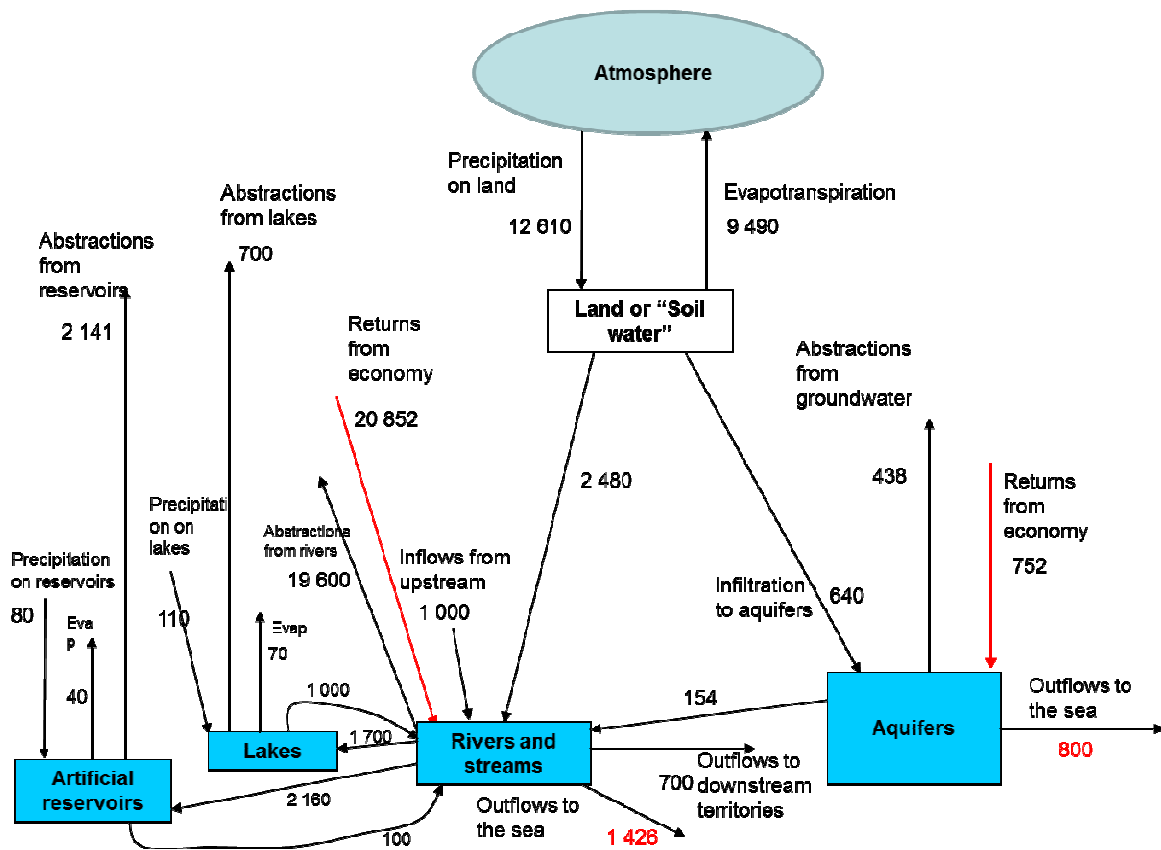 Atmosphere
Precipitation
on land
12 610
Evapotranspiration
9 490
Abstractions
from lakes
700
Abstractions
from
reservoirs
2 141
Land or “Soil
water”
Returns
from
economy
20 852
Abstractions
from
groundwater
438
2 480
Returns
from
economy
752
Precipitati
on on
lakes
110
Abstractions
from rivers
19 600
Inflows from
upstream
1 000
Infiltration
to aquifers
640
Precipitation
on reservoirs
80
Eva
p
40
Evap
70
1 000
154
Outflows to
the sea
800
Aquifers
Lakes
1 700
Rivers and
streams
Artificial
reservoirs
2 160
100
Outflows to
the sea
1 426
700
Outflows to
downstream
territories